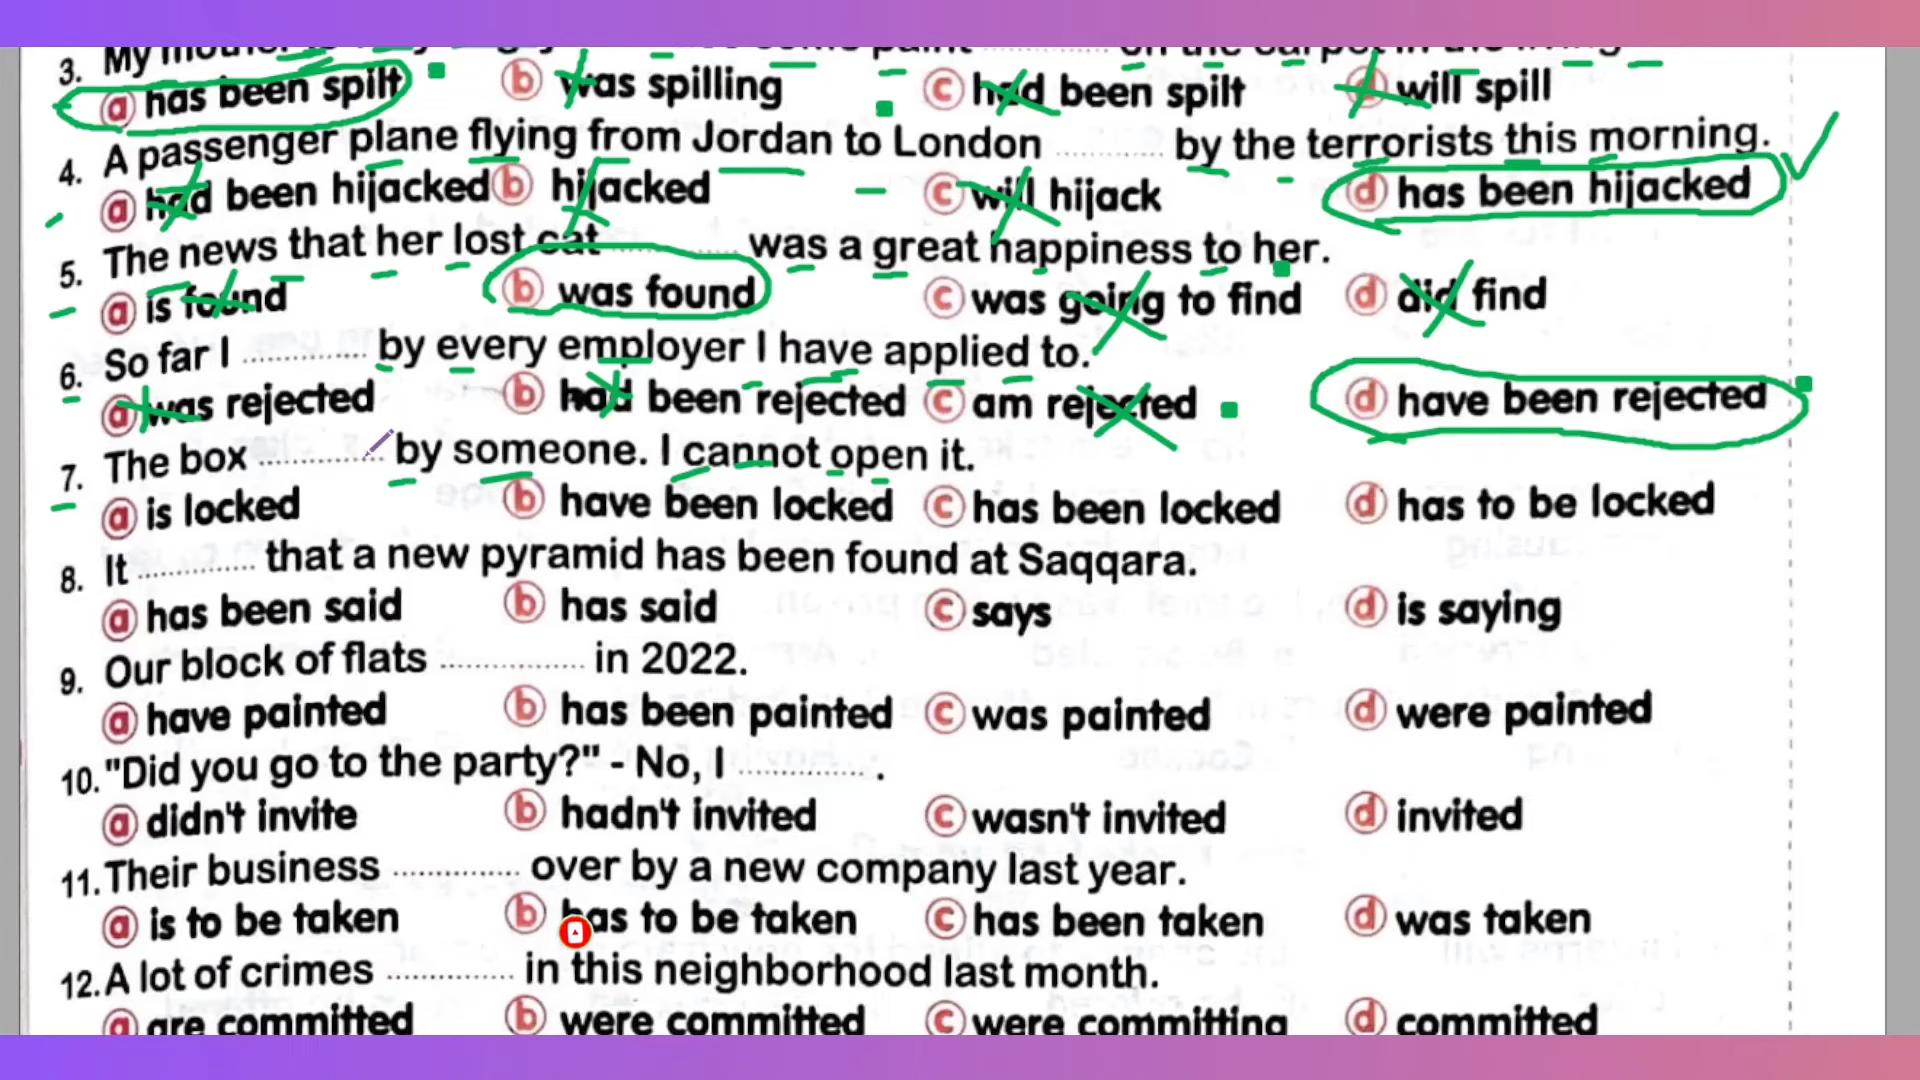 3. My mother
paint ............ on the carpet in the living
a has been spilt b was spilling c had been spilt d will spill
4. A passenger plane flying from Jordan to London ............ by the terrorists this morning.
a had been hijacked b hijacked c will hijack d has been hijacked
5. The news that her lost cat ............ was a great happiness to her.
a is found b was found c was going to find d did find
6. So far I ............ by every employer I have applied to.
a was rejected b had been rejected c am rejected d have been rejected
7. The box ............ by someone. I cannot open it.
a is locked b have been locked c has been locked d has to be locked
8. It ............ that a new pyramid has been found at Saqqara.
a has been said b has said c says d is saying
9. Our block of flats ............ in 2022.
a have painted b has been painted c was painted d were painted
10. "Did you go to the party?" - No, I ............ .
a didn't invite b hadn't invited c wasn't invited d invited
11. Their business ............ over by a new company last year.
a is to be taken b has to be taken c has been taken d was taken
12. A lot of crimes ............ in this neighborhood last month.
a are committed b were committed c were committing d committed